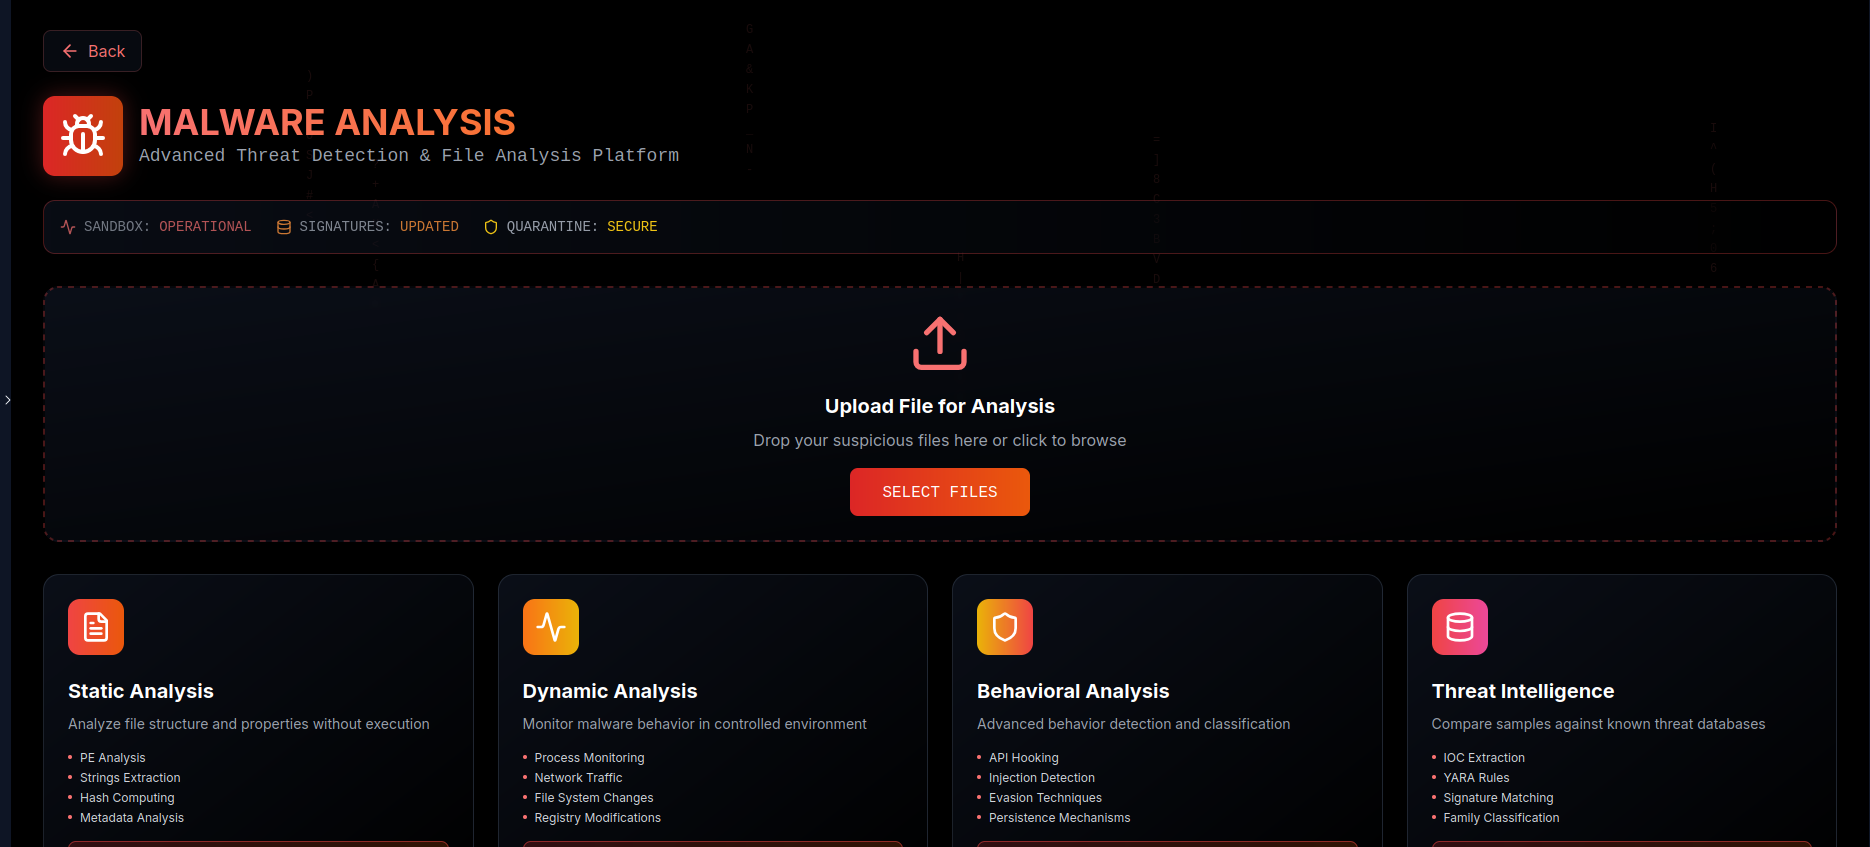 Back
MALWARE ANALYSIS
Advanced Threat Detection & File Analysis Platform
SANDBOX: OPERATIONAL SIGNATURES: UPDATED QUARANTINE: SECURE
Upload File for Analysis
Drop your suspicious files here or click to browse
SELECT FILES
Static Analysis
Analyze file structure and properties without execution
• PE Analysis
• Strings Extraction
• Hash Computing
• Metadata Analysis
Dynamic Analysis
Monitor malware behavior in controlled environment
• Process Monitoring
• Network Traffic
• File System Changes
• Registry Modifications
Behavioral Analysis
Advanced behavior detection and classification
• API Hooking
• Injection Detection
• Evasion Techniques
• Persistence Mechanisms
Threat Intelligence
Compare samples against known threat databases
• IOC Extraction
• YARA Rules
• Signature Matching
• Family Classification